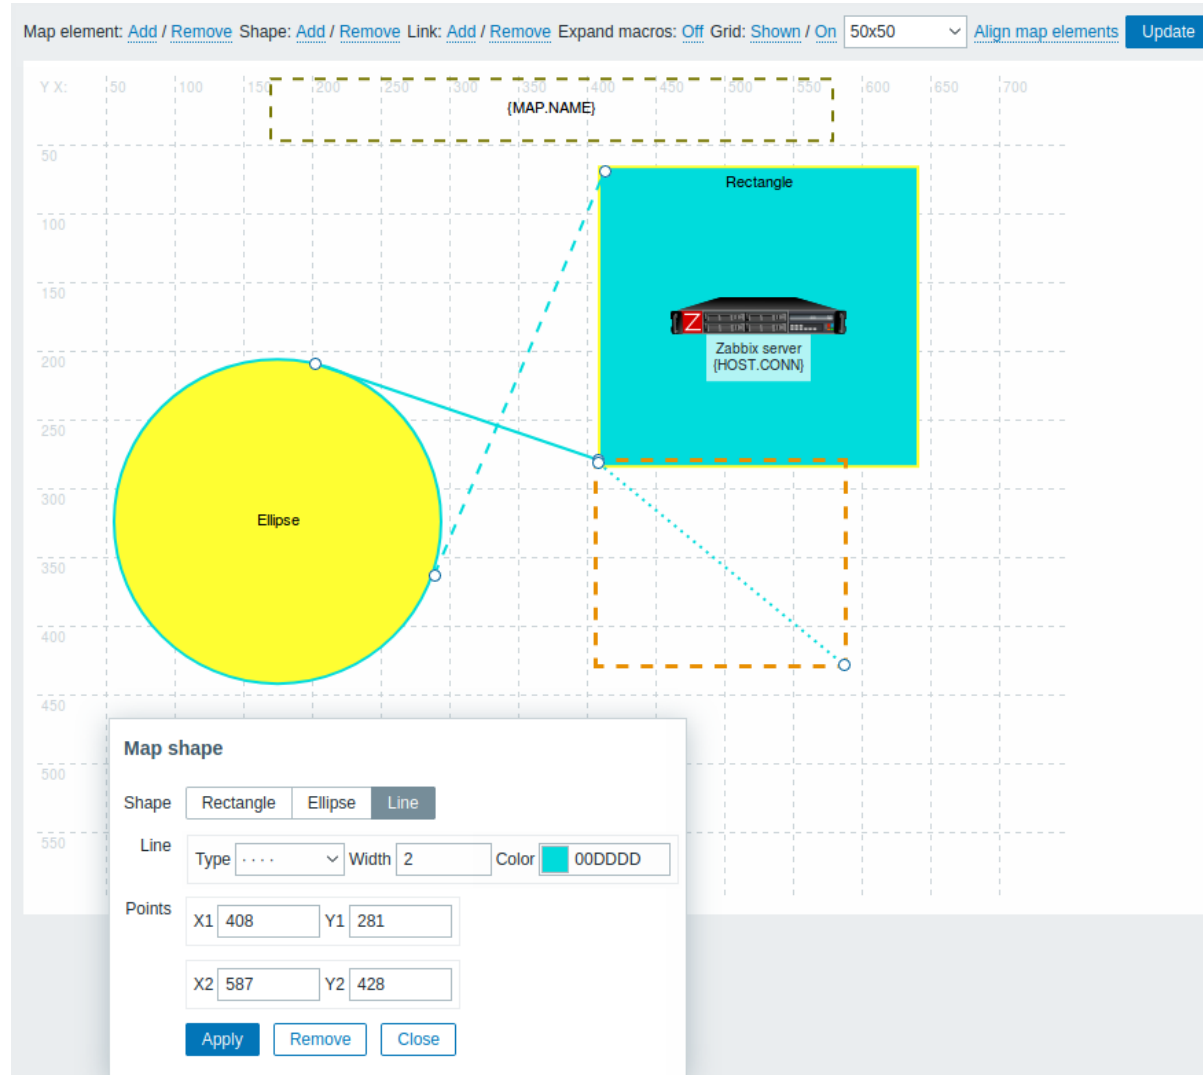 Map element: Add / Remove Shape: Add / Remove Link: Add / Remove Expand macros: Off Grid: Shown / On 50x50 Align map elements Update
Y X: 50 100 150 200 250 300 350 400 450 500 550 600 650 700
{MAP.NAME}
50
Rectangle
100
150
Z
Zabbix server
200
{HOST.CONN}
250
300
Ellipse
350
400
450
Map shape
500
Shape Rectangle Ellipse Line
550
Line
Type · · · · Width 2 Color 00DDDD
Points
X1 408 Y1 281
X2 587 Y2 428
Apply Remove Close